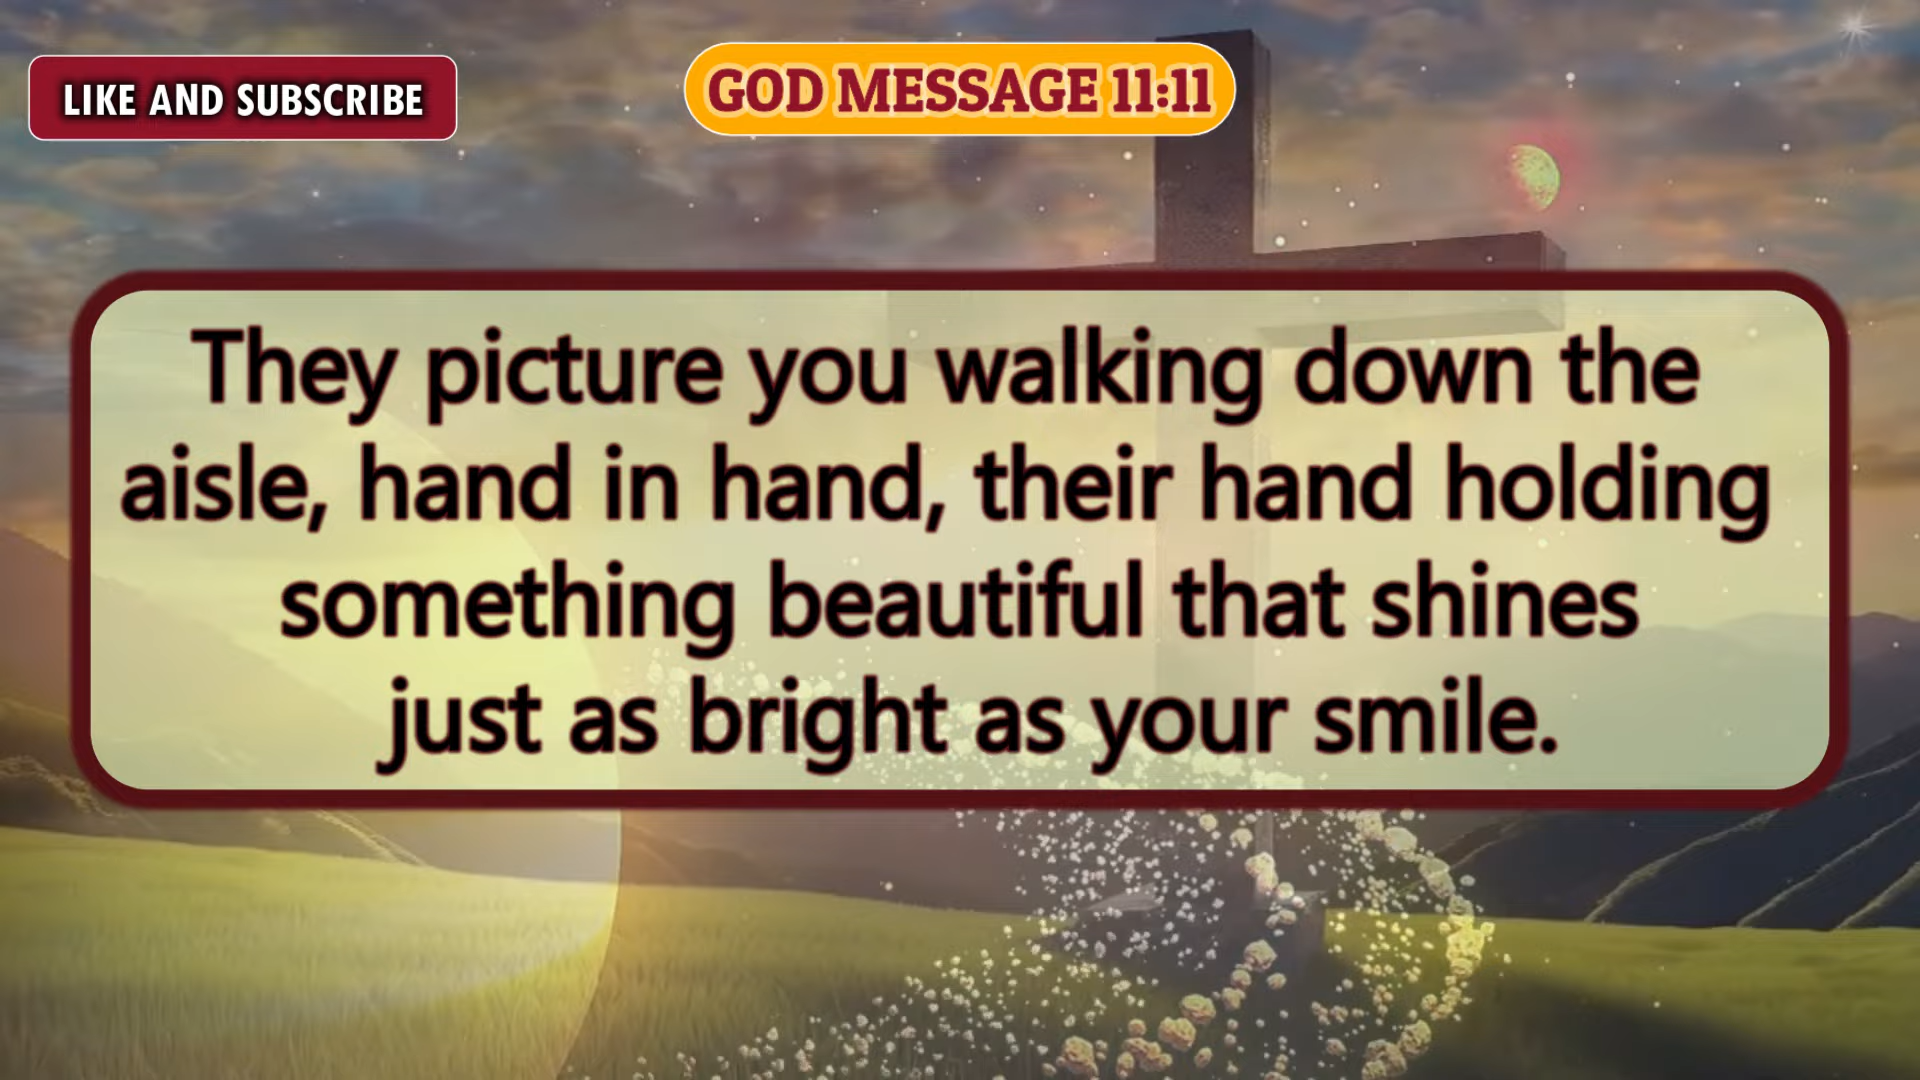 LIKE AND SUBSCRIBE
GOD MESSAGE 11:11
They picture you walking down the
aisle, hand in hand, their hand holding
something beautiful that shines
just as bright as your smile.